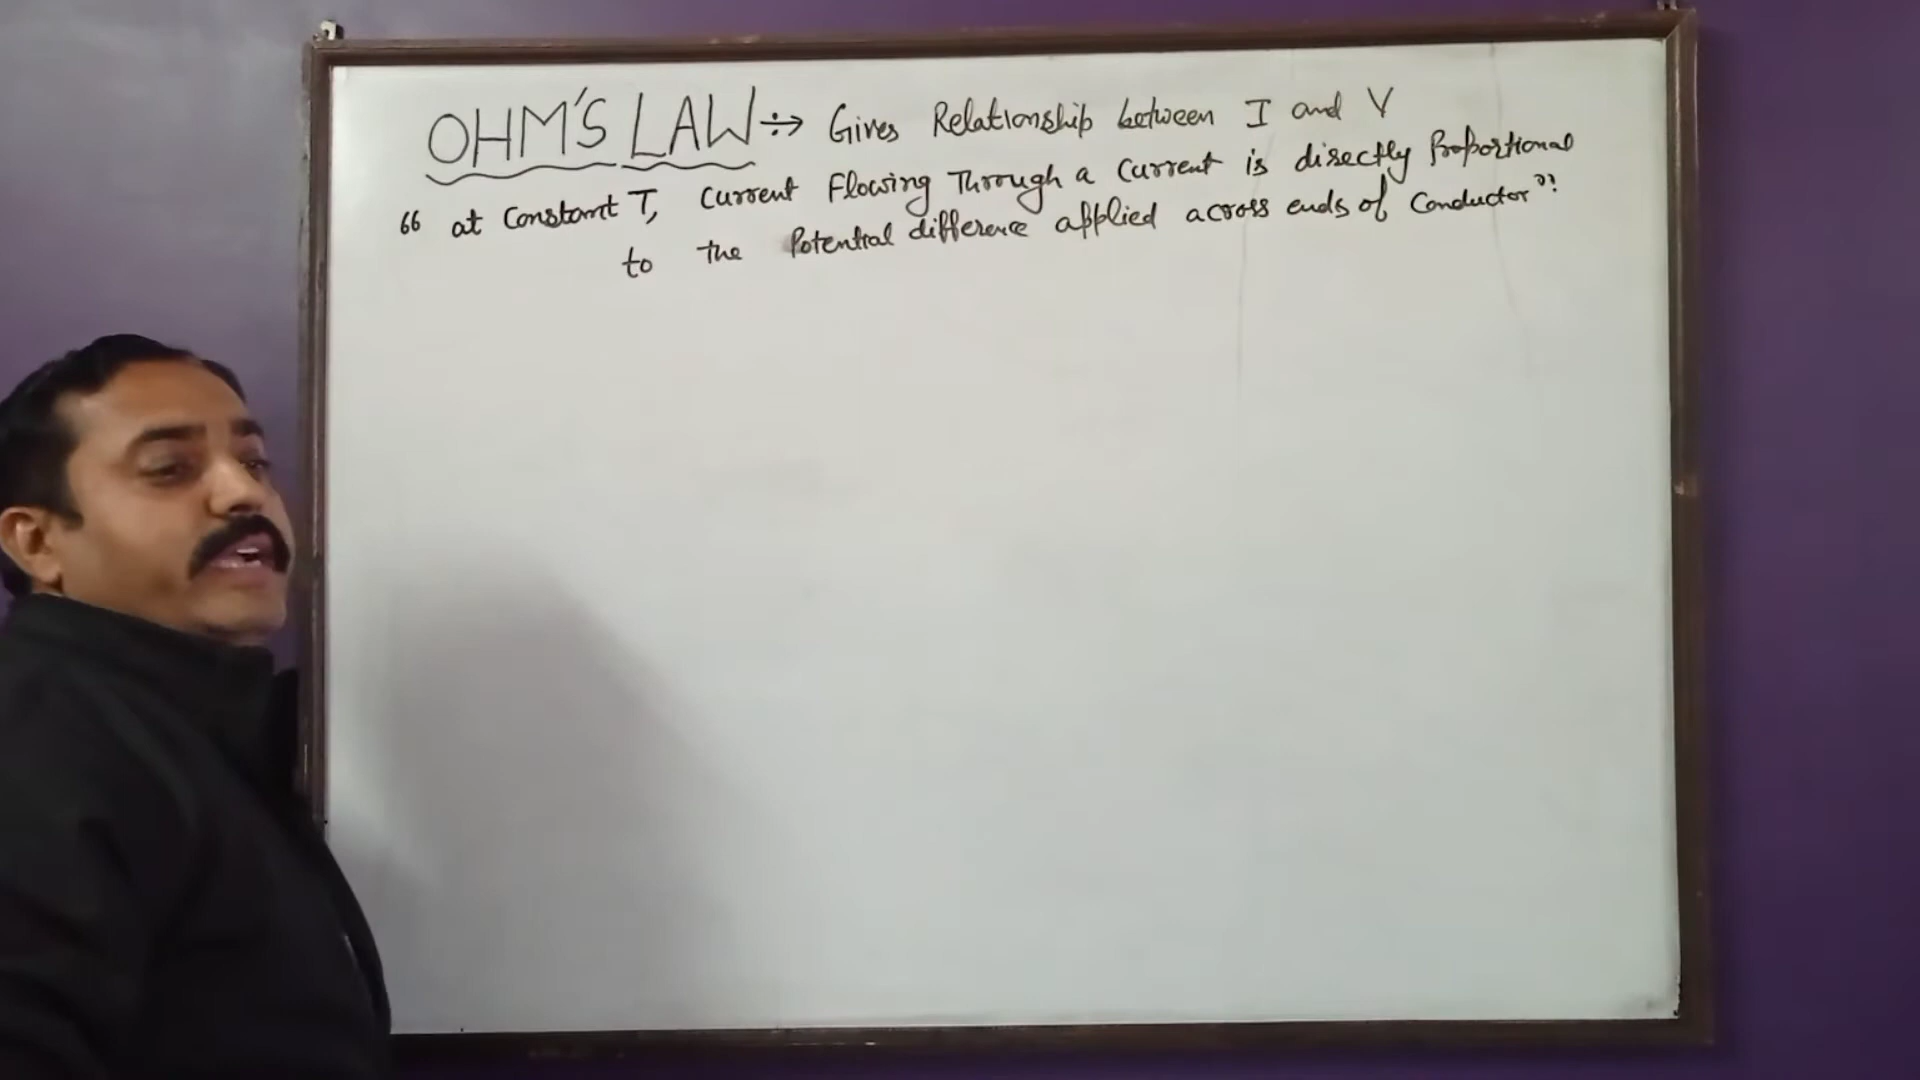 OHM'S LAW ÷→ Gives Relationship between I and V
“ at Constant T, Current Flowing Through a Current is directly Proportional
to the Potential difference applied across ends of Conductor”!